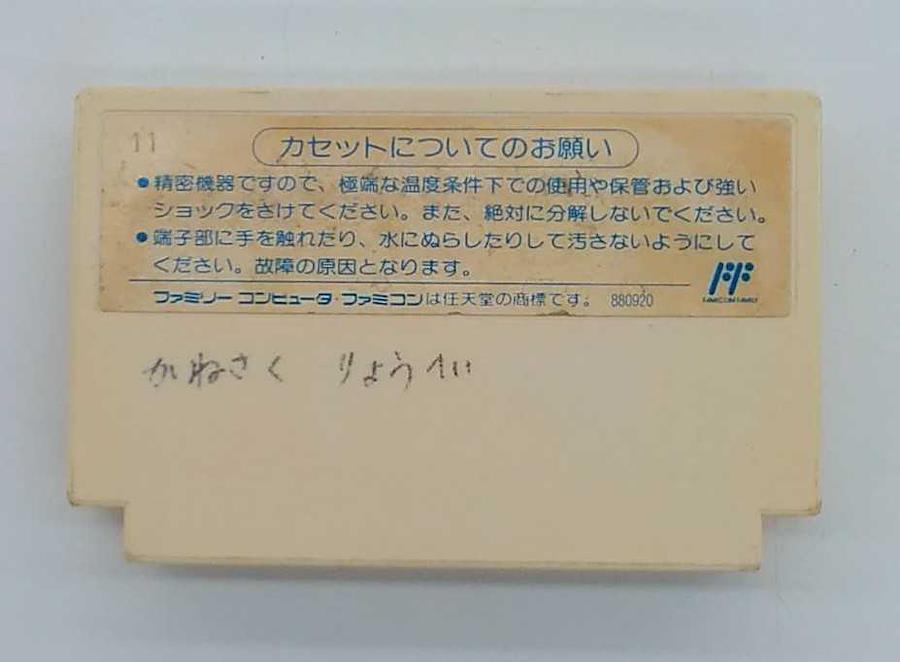 11
カセットについてのお願い
●精密機器ですので、極端な温度条件下での使用や保管および強い
ショックをさけてください。また、絶対に分解しないでください。
●端子部に手を触れたり、水にぬらしたりして汚さないようにして
ください。故障の原因となります。
FF
FAMICOM FAMILY
ファミリーコンピュータ・ファミコンは任天堂の商標です。 880920
かねさく りょうへい